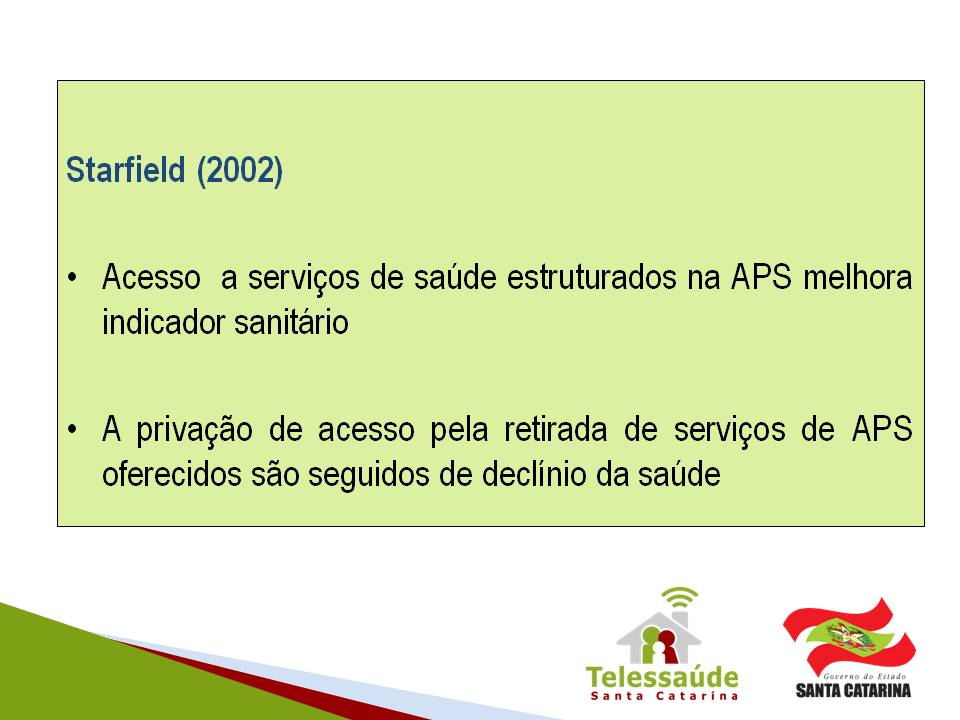 Starfield (2002)
• Acesso a serviços de saúde estruturados na APS melhora
indicador sanitário
• A privação de acesso pela retirada de serviços de APS
oferecidos são seguidos de declínio da saúde
Telessaúde
Santa Catarina
Governo do Estado
SANTA CATARINA